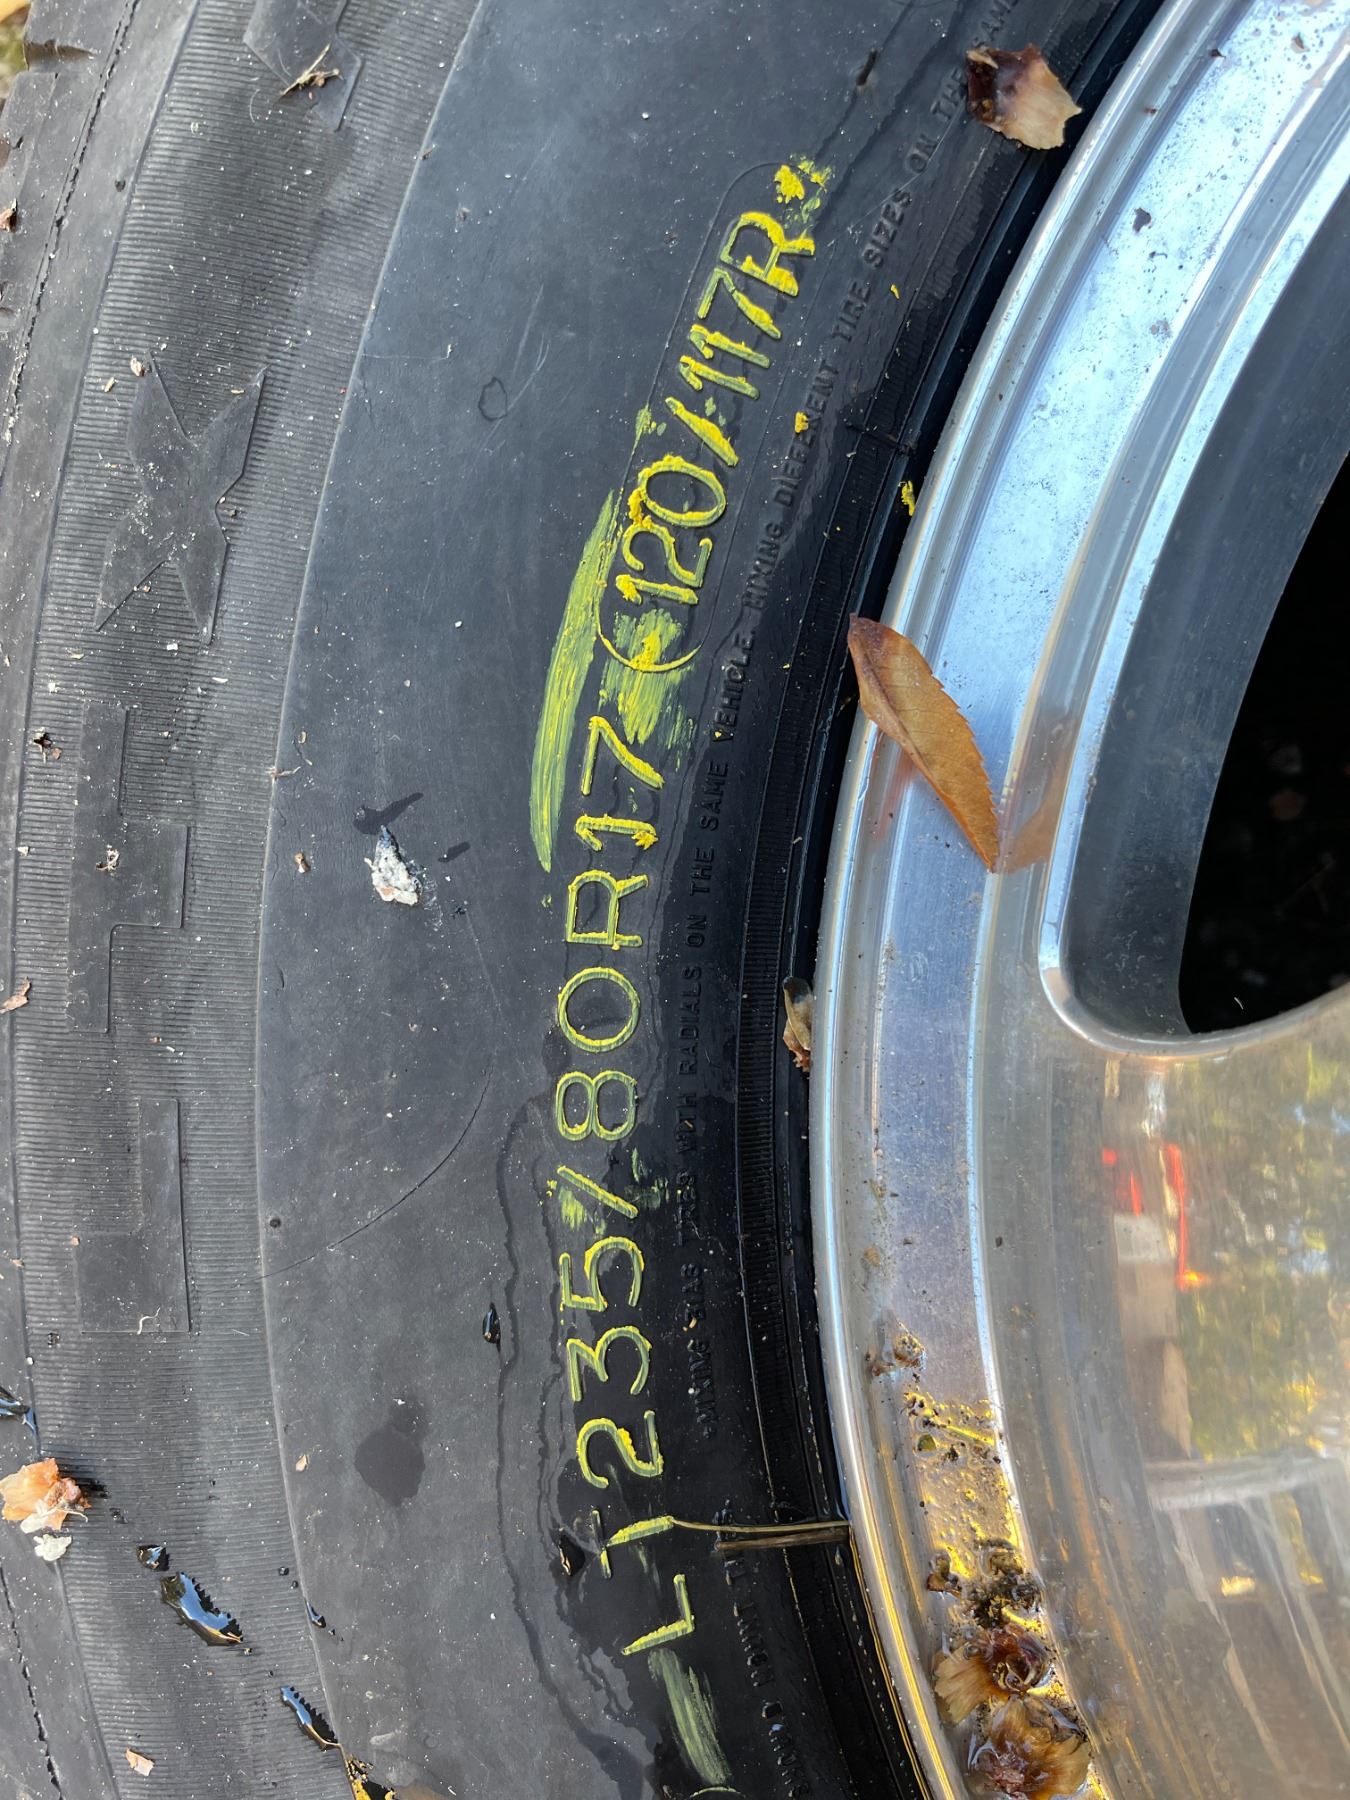 LT235/80R17 (120/117R)
MIXING BIAS TIRES WITH RADIALS ON THE SAME VEHICLE. MIXING DIFFERENT TIRE SIZES ON THE SAME